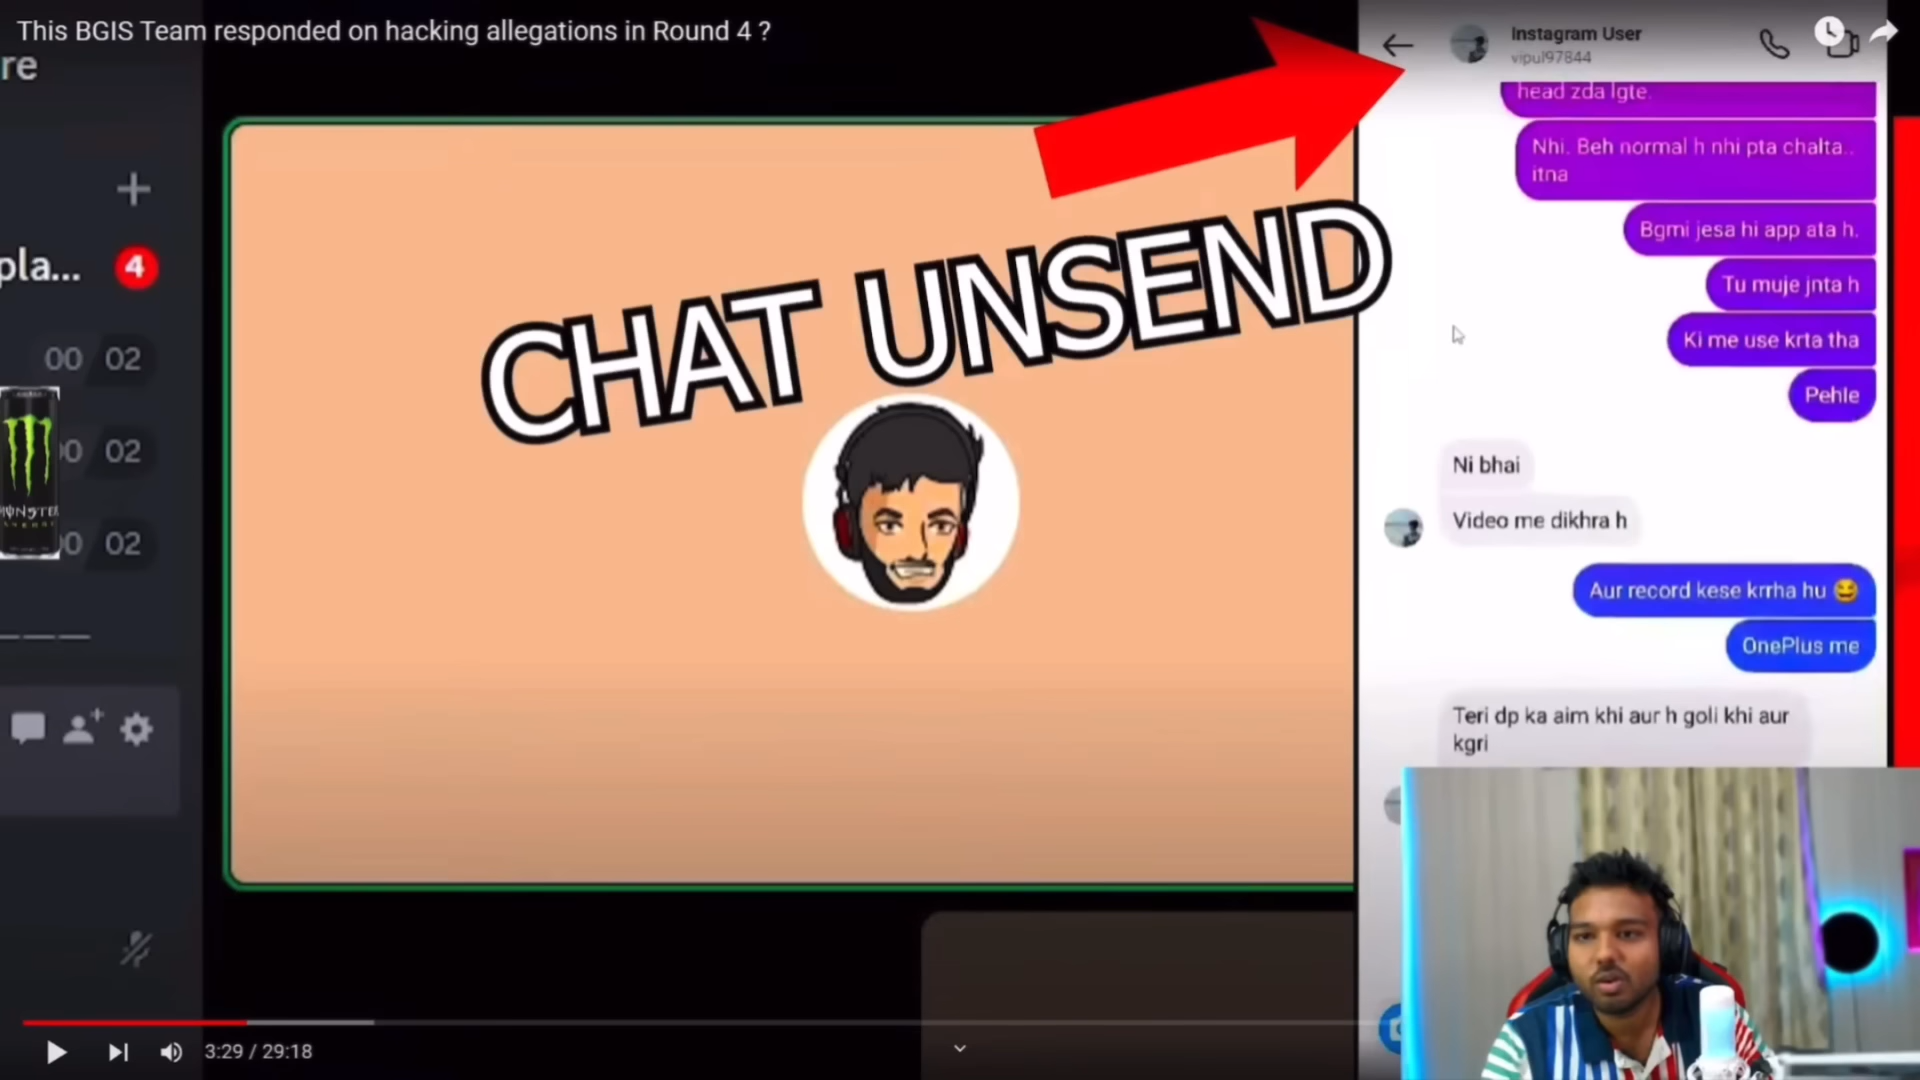 This BGIS Team responded on hacking allegations in Round 4 ?
re
pla...
4
00 02
02
02
MONSTER
CHAT UNSEND
Instagram User
vipul97844
head zda lgte.
Nhi. Beh normal h nhi pta chalta..
itna
Bgmi jesa hi app ata h.
Tu muje jnta h
Ki me use krta tha
Pehle
Ni bhai
Video me dikhra h
Aur record kese krrha hu 😆
OnePlus me
Teri dp ka aim khi aur h goli khi aur
kgri
3:29 / 29:18